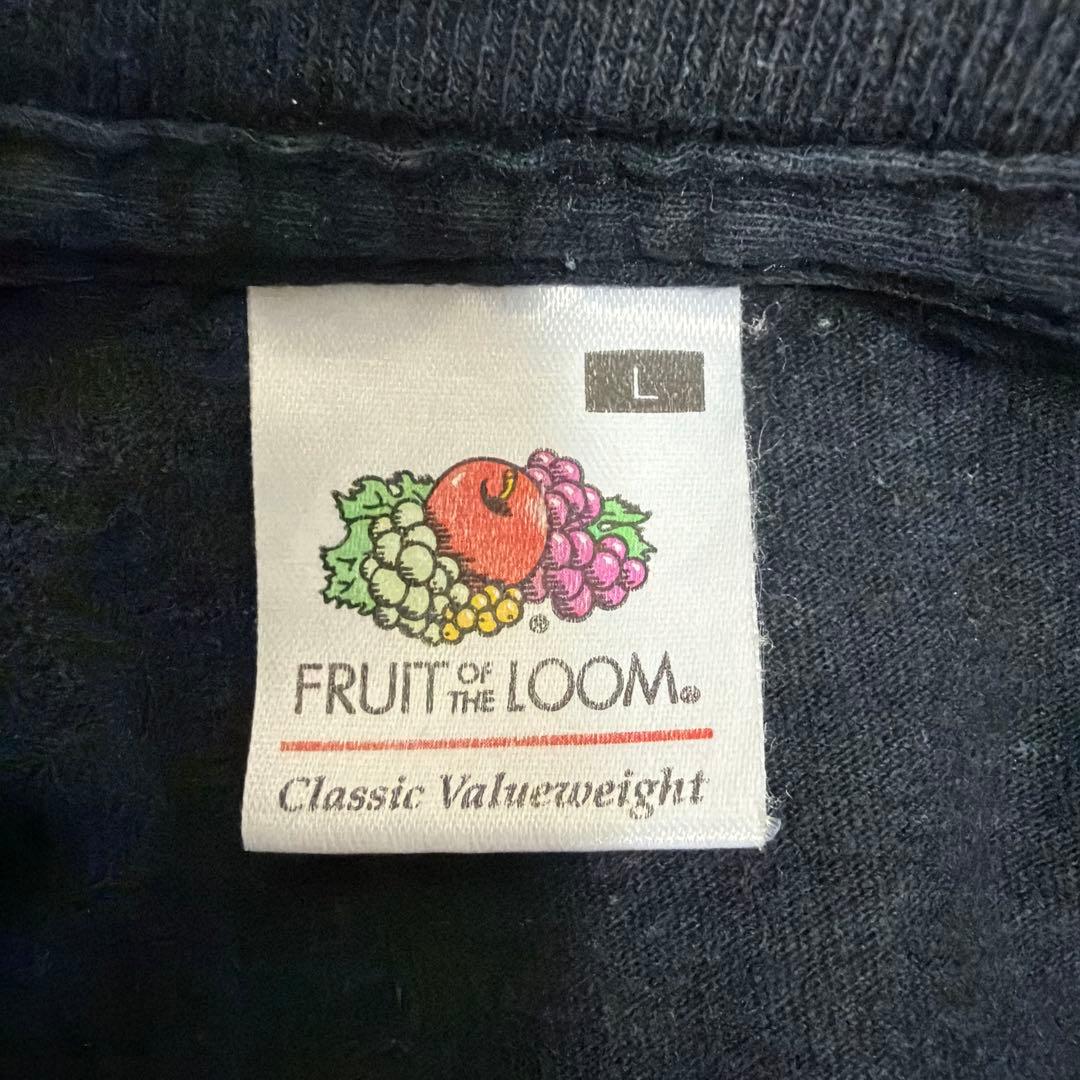 L
®
FRUIT OF THE LOOM®
Classic Valueweight